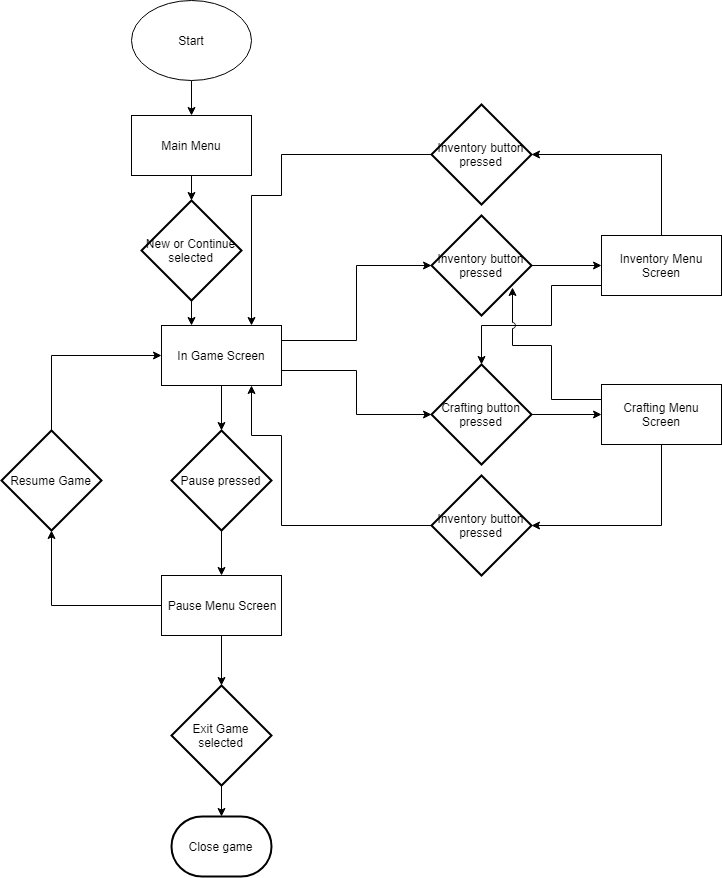 Start
Main Menu
New or Continue
selected
In Game Screen
Inventory button
pressed
Inventory button
pressed
Inventory Menu
Screen
Crafting button
pressed
Crafting Menu
Screen
Inventory button
pressed
Resume Game
Pause pressed
Pause Menu Screen
Exit Game
selected
Close game